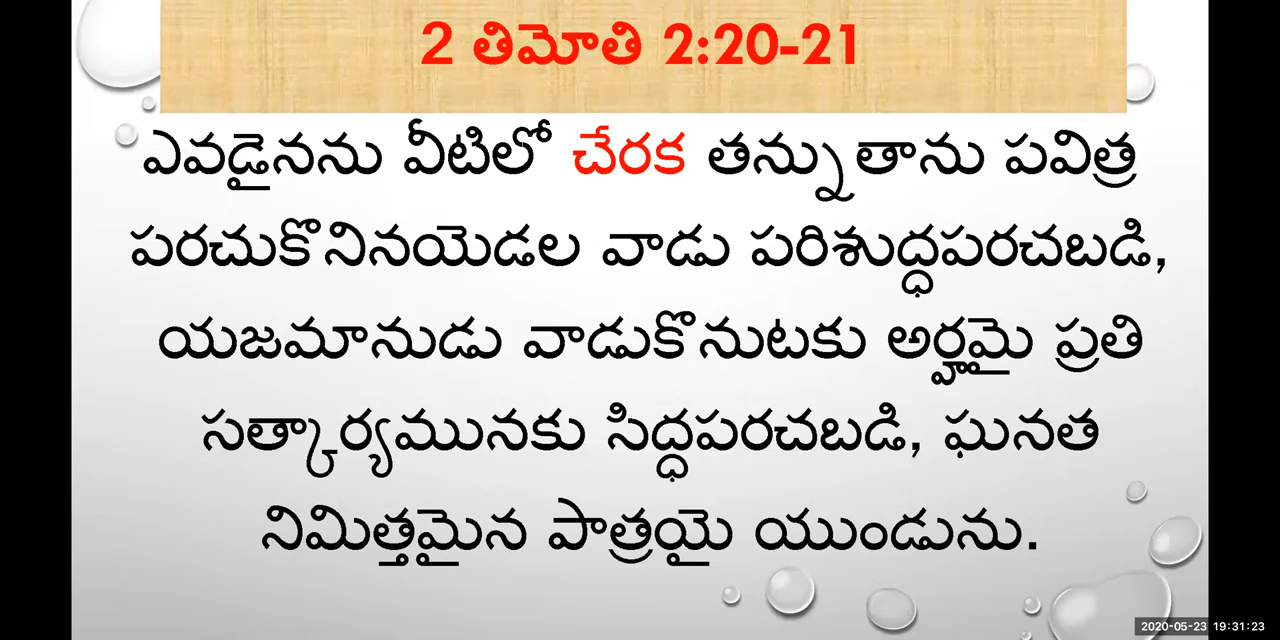 2 తిమోతి 2:20-21
ఎవడైనను వీటిలో చేరక తన్నుతాను పవిత్ర
పరచుకొనినయెడల వాడు పరిశుద్ధపరచబడి,
యజమానుడు వాడుకొనుటకు అర్హమై ప్రతి
సత్కార్యమునకు సిద్ధపరచబడి, ఘనత
నిమిత్తమైన పాత్రయై యుండును.
2020-05-23 19:31:23